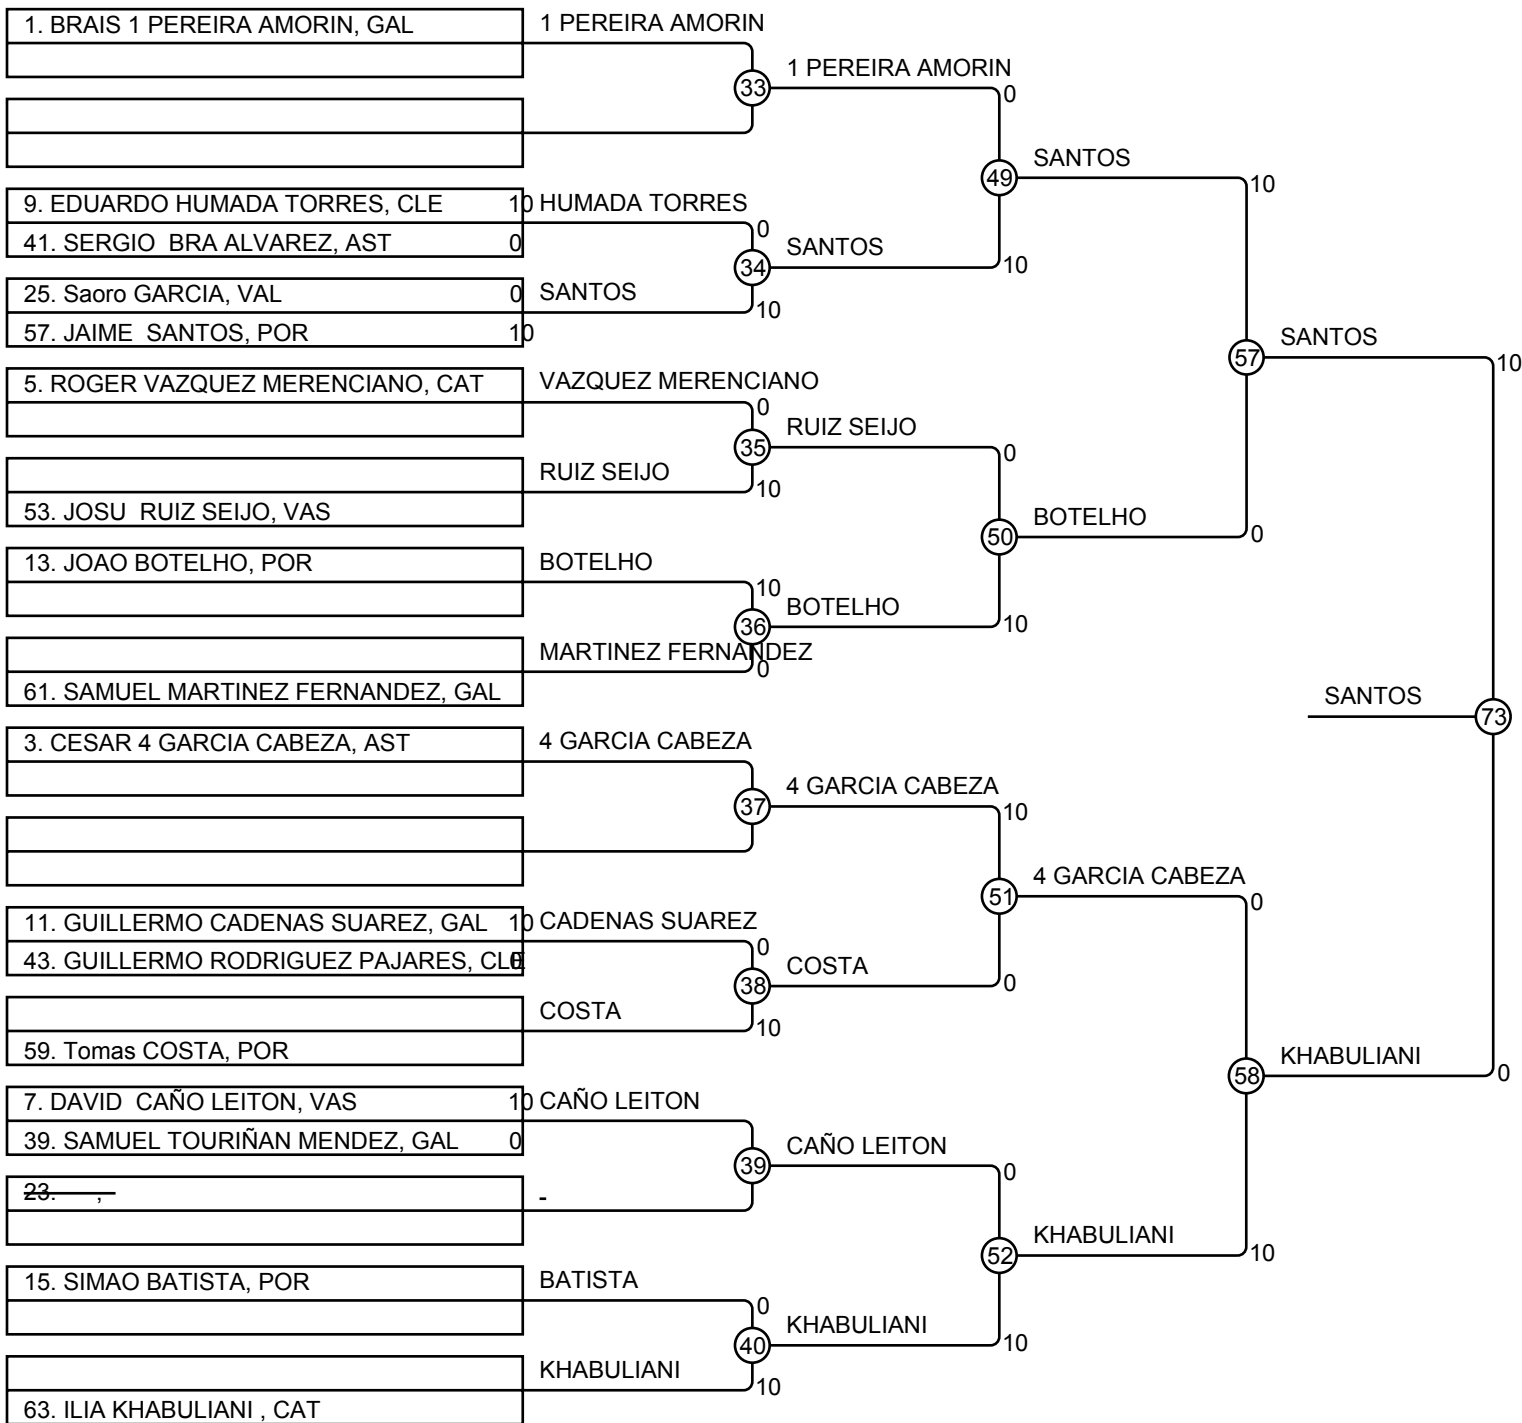 1. BRAIS 1 PEREIRA AMORIN, GAL
1 PEREIRA AMORIN
33
1 PEREIRA AMORIN
0
9. EDUARDO HUMADA TORRES, CLE 10
41. SERGIO BRA ALVAREZ, AST 0
HUMADA TORRES
0
25. Saoro GARCIA, VAL 0
57. JAIME SANTOS, POR 10
SANTOS
10
34
SANTOS
10
49
SANTOS
10
5. ROGER VAZQUEZ MERENCIANO, CAT
VAZQUEZ MERENCIANO
0
53. JOSU RUIZ SEIJO, VAS
RUIZ SEIJO
10
35
RUIZ SEIJO
0
13. JOAO BOTELHO, POR
BOTELHO
10
61. SAMUEL MARTINEZ FERNANDEZ, GAL
MARTINEZ FERNANDEZ
0
36
BOTELHO
10
50
BOTELHO
0
57
SANTOS
10
3. CESAR 4 GARCIA CABEZA, AST
4 GARCIA CABEZA
37
4 GARCIA CABEZA
10
11. GUILLERMO CADENAS SUAREZ, GAL 10
43. GUILLERMO RODRIGUEZ PAJARES, CLE 0
CADENAS SUAREZ
0
59. Tomas COSTA, POR
COSTA
10
38
COSTA
0
51
4 GARCIA CABEZA
0
7. DAVID CAÑO LEITON, VAS 10
39. SAMUEL TOURIÑAN MENDEZ, GAL 0
CAÑO LEITON
23. ,
-
39
CAÑO LEITON
0
15. SIMAO BATISTA, POR
BATISTA
0
63. ILIA KHABULIANI , CAT
KHABULIANI
10
40
KHABULIANI
10
52
KHABULIANI
10
58
KHABULIANI
0
SANTOS
73